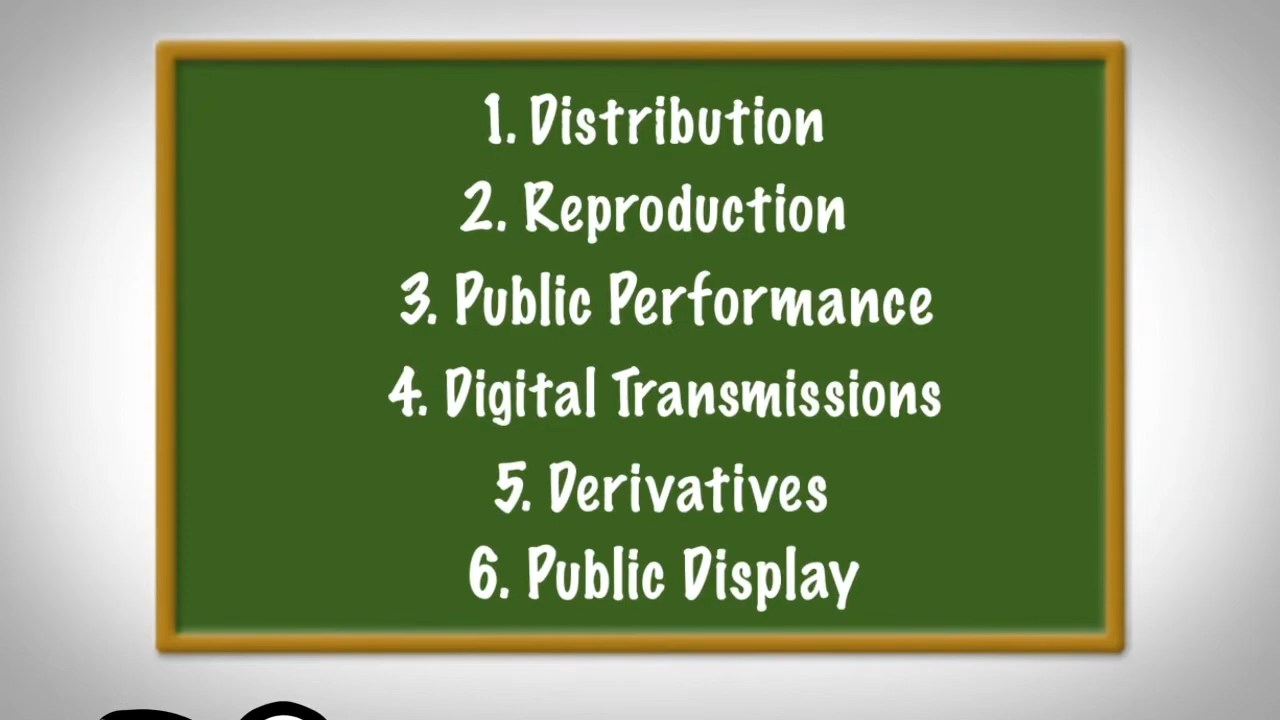 1. Distribution
2. Reproduction
3. Public Performance
4. Digital Transmissions
5. Derivatives
6. Public Display